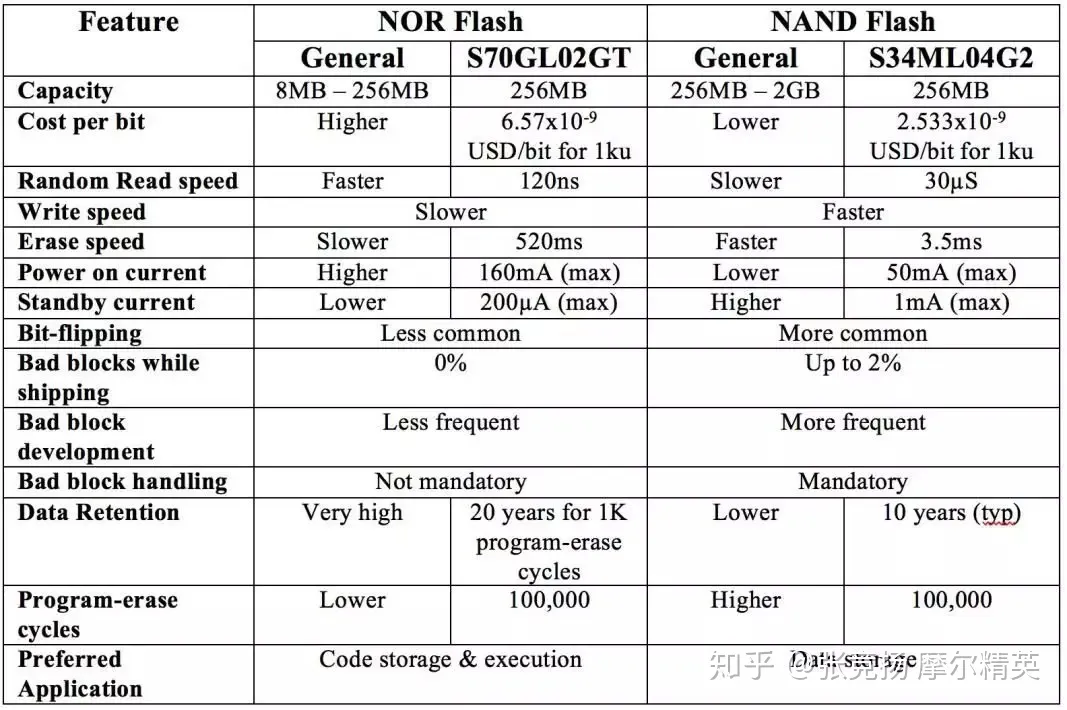 Feature NOR Flash NAND Flash
General S70GL02GT General S34ML04G2
Capacity 8MB – 256MB 256MB 256MB – 2GB 256MB
Cost per bit Higher 6.57x10⁻⁹ Lower 2.533x10⁻⁹
USD/bit for 1ku USD/bit for 1ku
Random Read speed Faster 120ns Slower 30µS
Write speed Slower Faster
Erase speed Slower 520ms Faster 3.5ms
Power on current Higher 160mA (max) Lower 50mA (max)
Standby current Lower 200µA (max) Higher 1mA (max)
Bit-flipping Less common More common
Bad blocks while 0% Up to 2%
shipping
Bad block Less frequent More frequent
development
Bad block handling Not mandatory Mandatory
Data Retention Very high 20 years for 1K Lower 10 years (typ)
program-erase
cycles
Program-erase Lower 100,000 Higher 100,000
cycles
Preferred Code storage & execution Data storage
Application
知乎 @张竞扬 摩尔精英